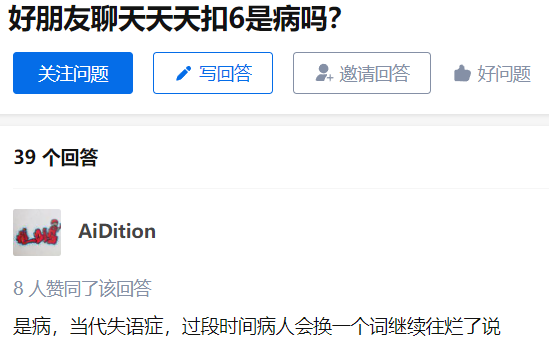 好朋友聊天天天扣6是病吗？
关注问题
写回答
邀请回答
好问题
39 个回答
AiDition
8 人赞同了该回答
是病，当代失语症，过段时间病人会换一个词继续往烂了说